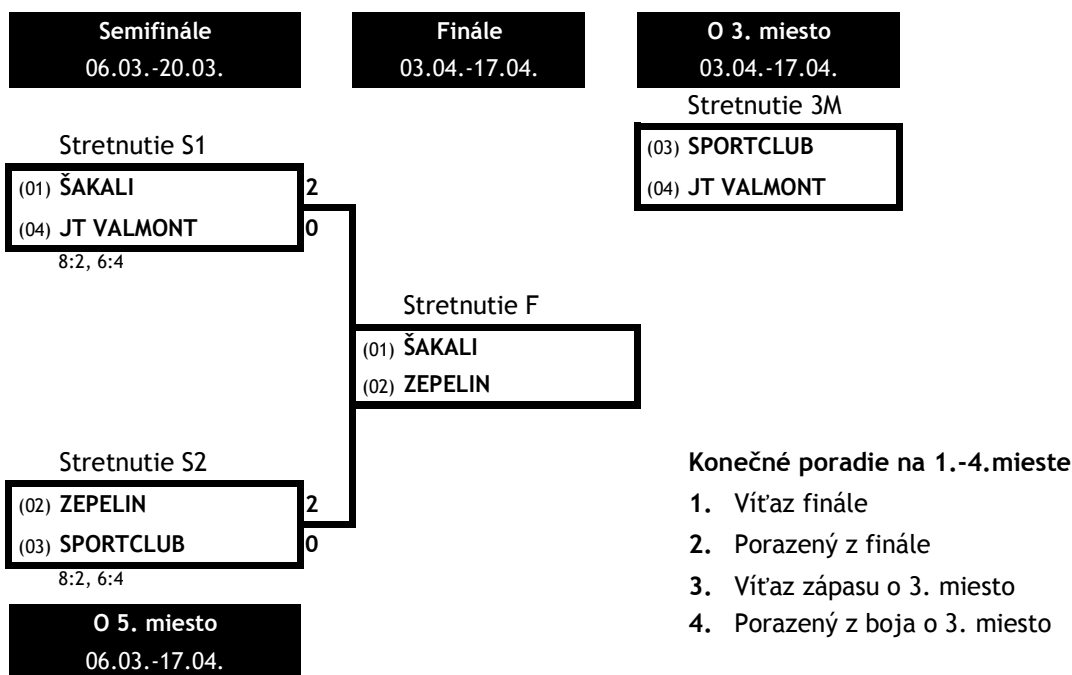 Semifinále
06.03.-20.03.
Finále
03.04.-17.04.
O 3. miesto
03.04.-17.04.
Stretnutie 3M
(03) SPORTCLUB
(04) JT VALMONT
Stretnutie S1
(01) ŠAKALI 2
(04) JT VALMONT 0
8:2, 6:4
Stretnutie F
(01) ŠAKALI
(02) ZEPELIN
Stretnutie S2
(02) ZEPELIN 2
(03) SPORTCLUB 0
8:2, 6:4
Konečné poradie na 1.-4.mieste
1. Víťaz finále
2. Porazený z finále
3. Víťaz zápasu o 3. miesto
4. Porazený z boja o 3. miesto
O 5. miesto
06.03.-17.04.